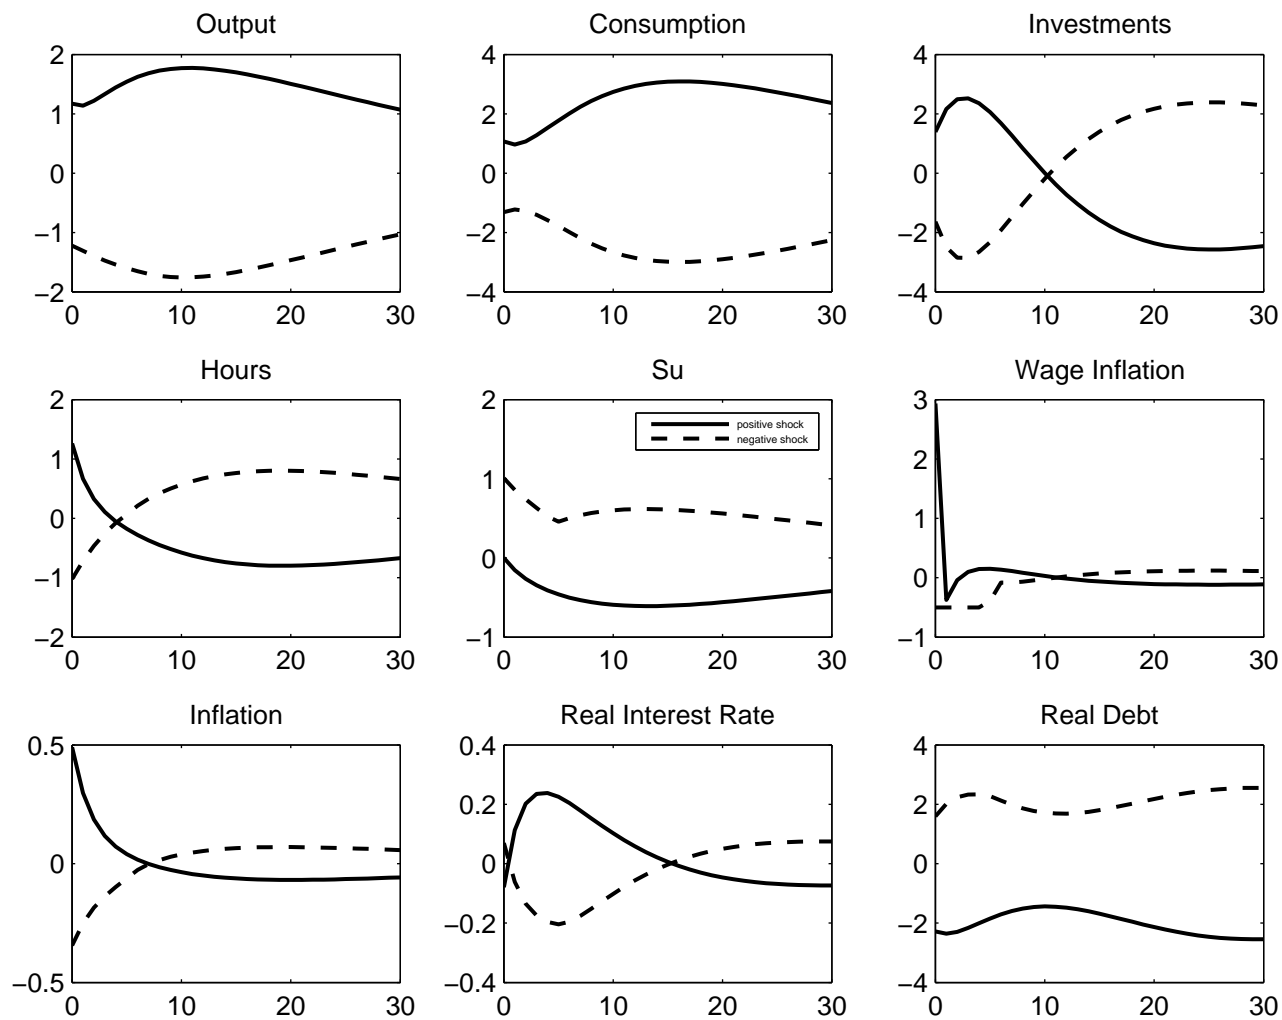 Output
Consumption
Investments
2
1
0
−1
−2
0 10 20 30
4
2
0
−2
−4
0 10 20 30
4
2
0
−2
−4
0 10 20 30
Hours
Su
Wage Inflation
2
1
0
−1
−2
0 10 20 30
2
1
0
−1
0 10 20 30
positive shock
negative shock
3
2
1
0
−1
0 10 20 30
Inflation
Real Interest Rate
Real Debt
0.5
0
−0.5
0 10 20 30
0.4
0.2
0
−0.2
−0.4
0 10 20 30
4
2
0
−2
−4
0 10 20 30